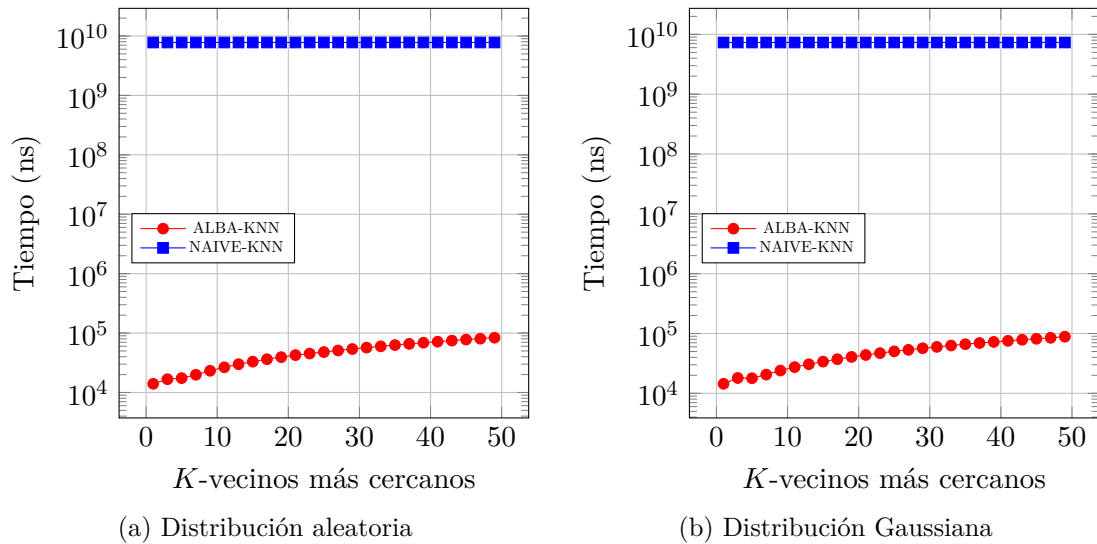 10^10
10^9
10^8
10^7
10^6
10^5
10^4
Tiempo (ns)
ALBA-KNN
NAIVE-KNN
0 10 20 30 40 50
K-vecinos más cercanos
(a) Distribución aleatoria
10^10
10^9
10^8
10^7
10^6
10^5
10^4
Tiempo (ns)
ALBA-KNN
NAIVE-KNN
0 10 20 30 40 50
K-vecinos más cercanos
(b) Distribución Gaussiana